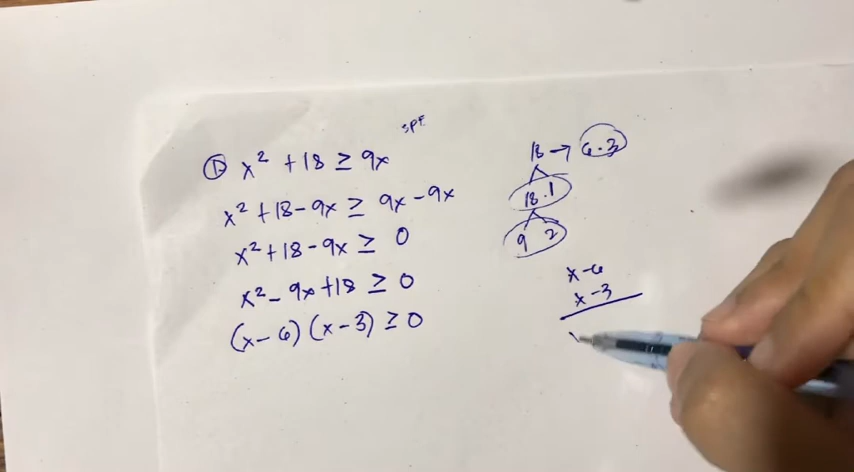 SPE
① x² + 18 ≥ 9x
x² + 18 - 9x ≥ 9x - 9x
x² + 18 - 9x ≥ 0
x² - 9x + 18 ≥ 0
(x - 6)(x - 3) ≥ 0
18 → 6.3
18.1
9 2
x - 6
x - 3